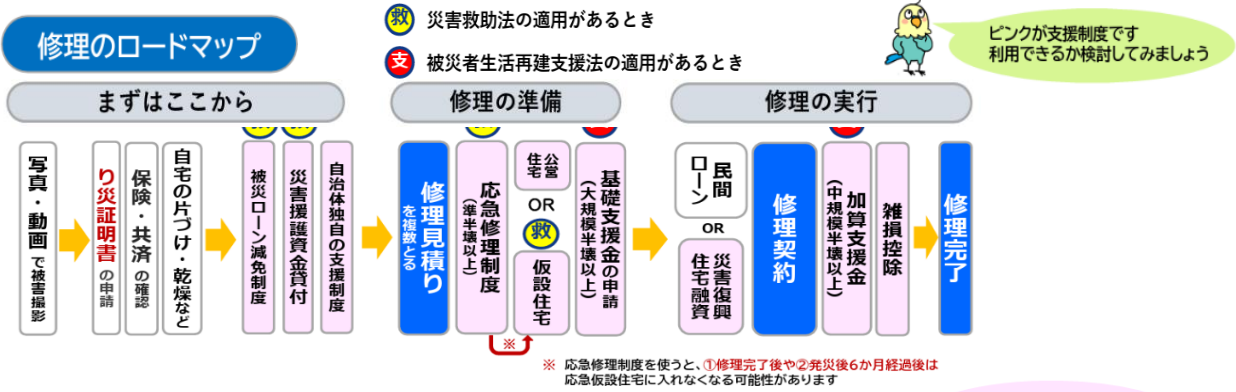 修理のロードマップ
救 災害救助法の適用があるとき
支 被災者生活再建支援法の適用があるとき
ピンクが支援制度です
利用できるか検討してみましょう
まずはここから
修理の準備
修理の実行
写真・動画で被害撮影
り災証明書の申請
保険・共済の確認
自宅の片づけ・乾燥など
被災ローン減免制度
災害援護資金貸付
自治体独自の支援制度
修理見積り
を複数とる
応急修理制度
(準半壊以上)
公営
住宅
OR
救
仮設住宅
基礎支援金の申請
(大規模半壊以上)
民間
ローン
OR
災害復興
住宅融資
修理契約
加算支援金
(中規模半壊以上)
雑損控除
修理完了
※
※ 応急修理制度を使うと、①修理完了後や②発災後6か月経過後は
応急仮設住宅に入れなくなる可能性があります